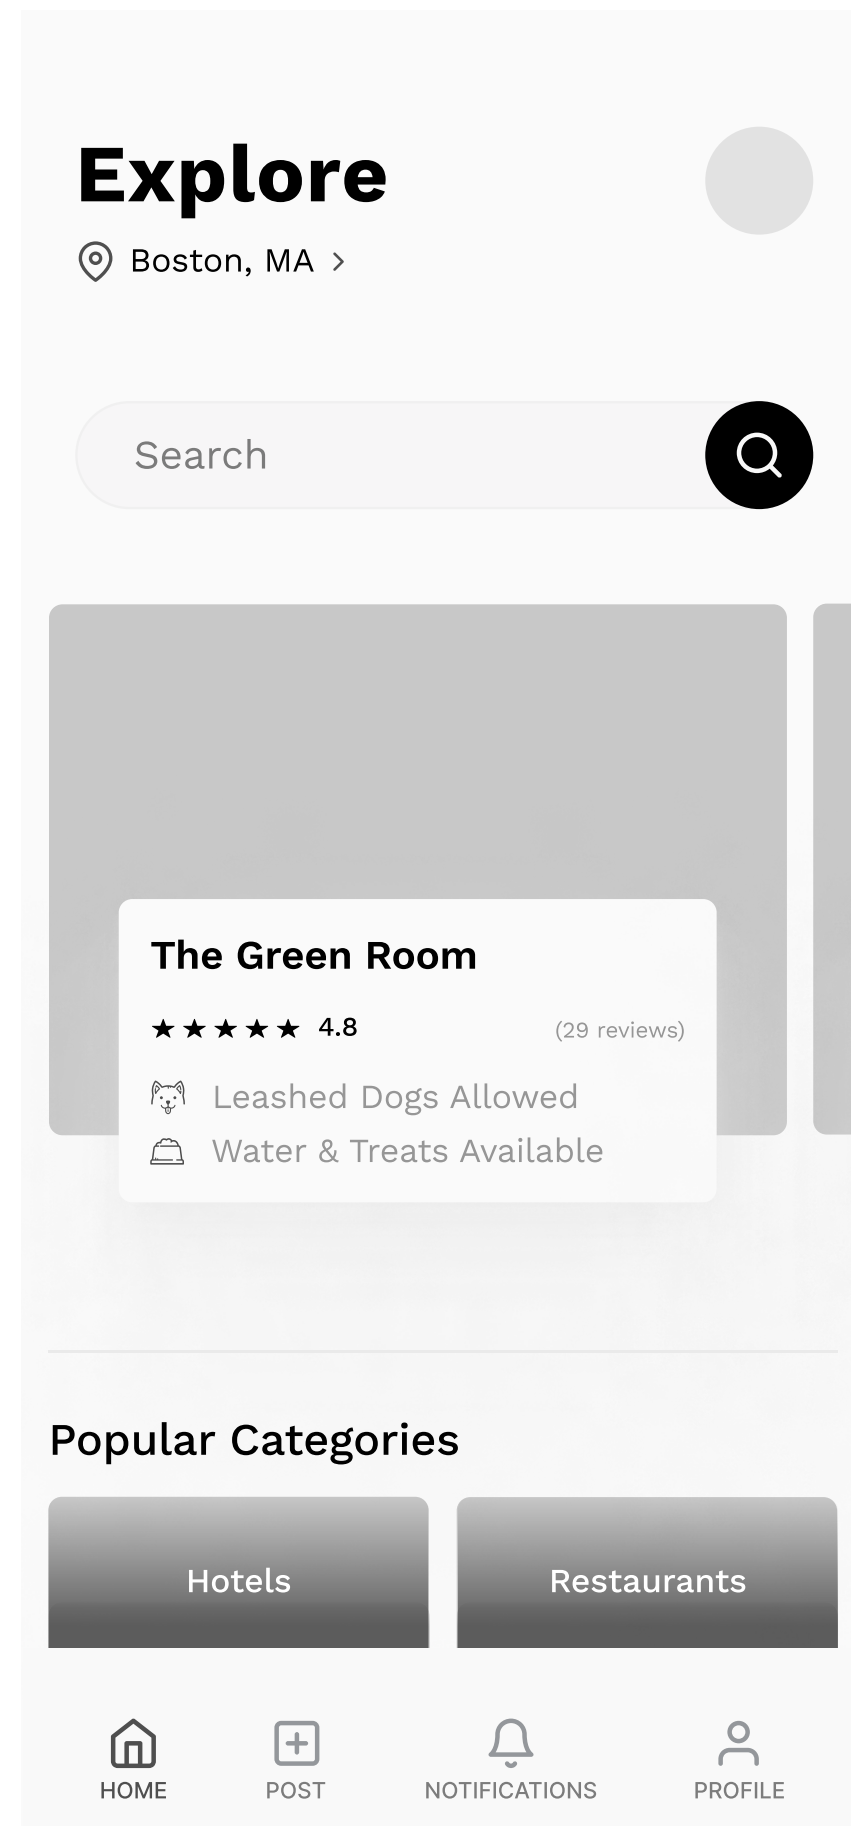 Explore
Boston, MA
Search
The Green Room
★★★★★ 4.8 (29 reviews)
Leashed Dogs Allowed
Water & Treats Available
Popular Categories
Hotels Restaurants
HOME POST NOTIFICATIONS PROFILE